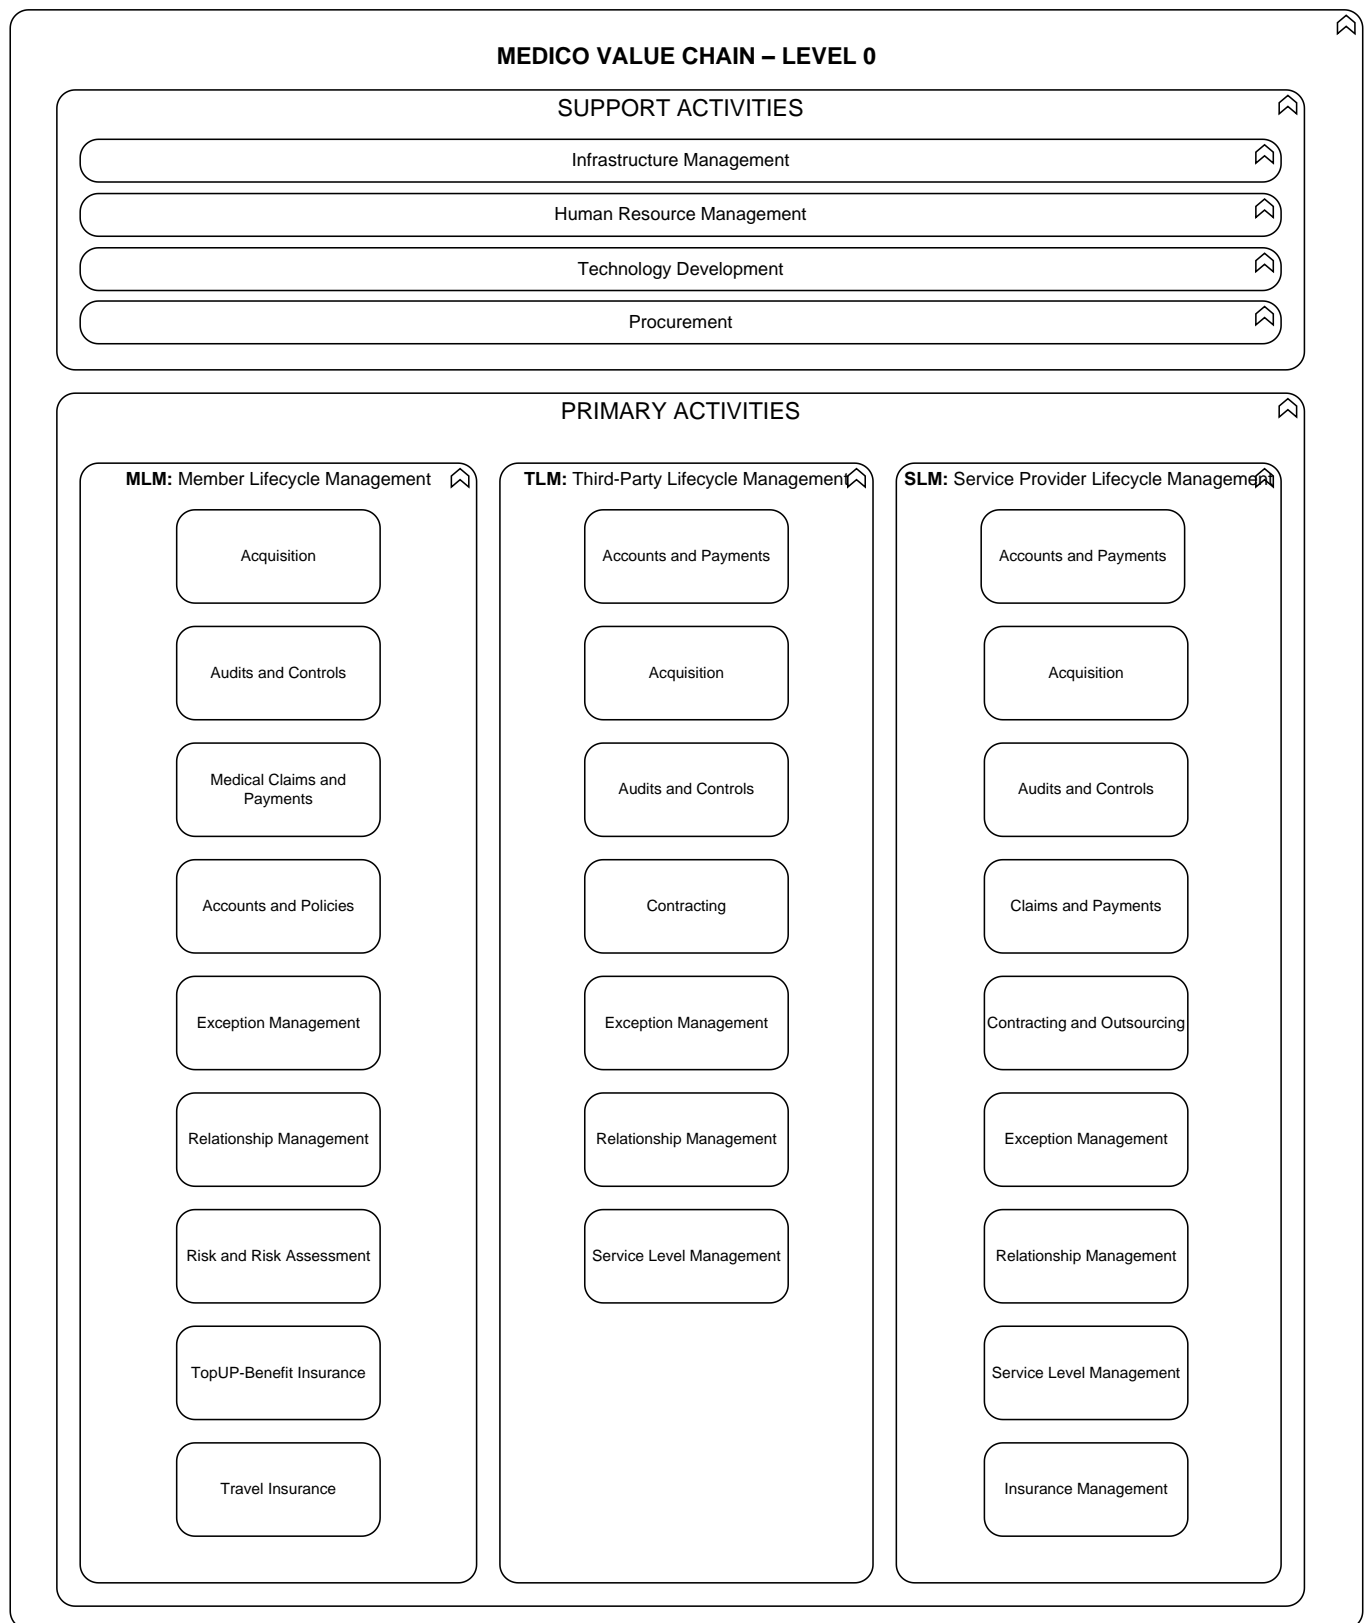 MEDICO VALUE CHAIN – LEVEL 0
SUPPORT ACTIVITIES
Infrastructure Management
Human Resource Management
Technology Development
Procurement
PRIMARY ACTIVITIES
MLM: Member Lifecycle Management
Acquisition
Audits and Controls
Medical Claims and
Payments
Accounts and Policies
Exception Management
Relationship Management
Risk and Risk Assessment
TopUP-Benefit Insurance
Travel Insurance
TLM: Third-Party Lifecycle Management
Accounts and Payments
Acquisition
Audits and Controls
Contracting
Exception Management
Relationship Management
Service Level Management
SLM: Service Provider Lifecycle Management
Accounts and Payments
Acquisition
Audits and Controls
Claims and Payments
Contracting and Outsourcing
Exception Management
Relationship Management
Service Level Management
Insurance Management